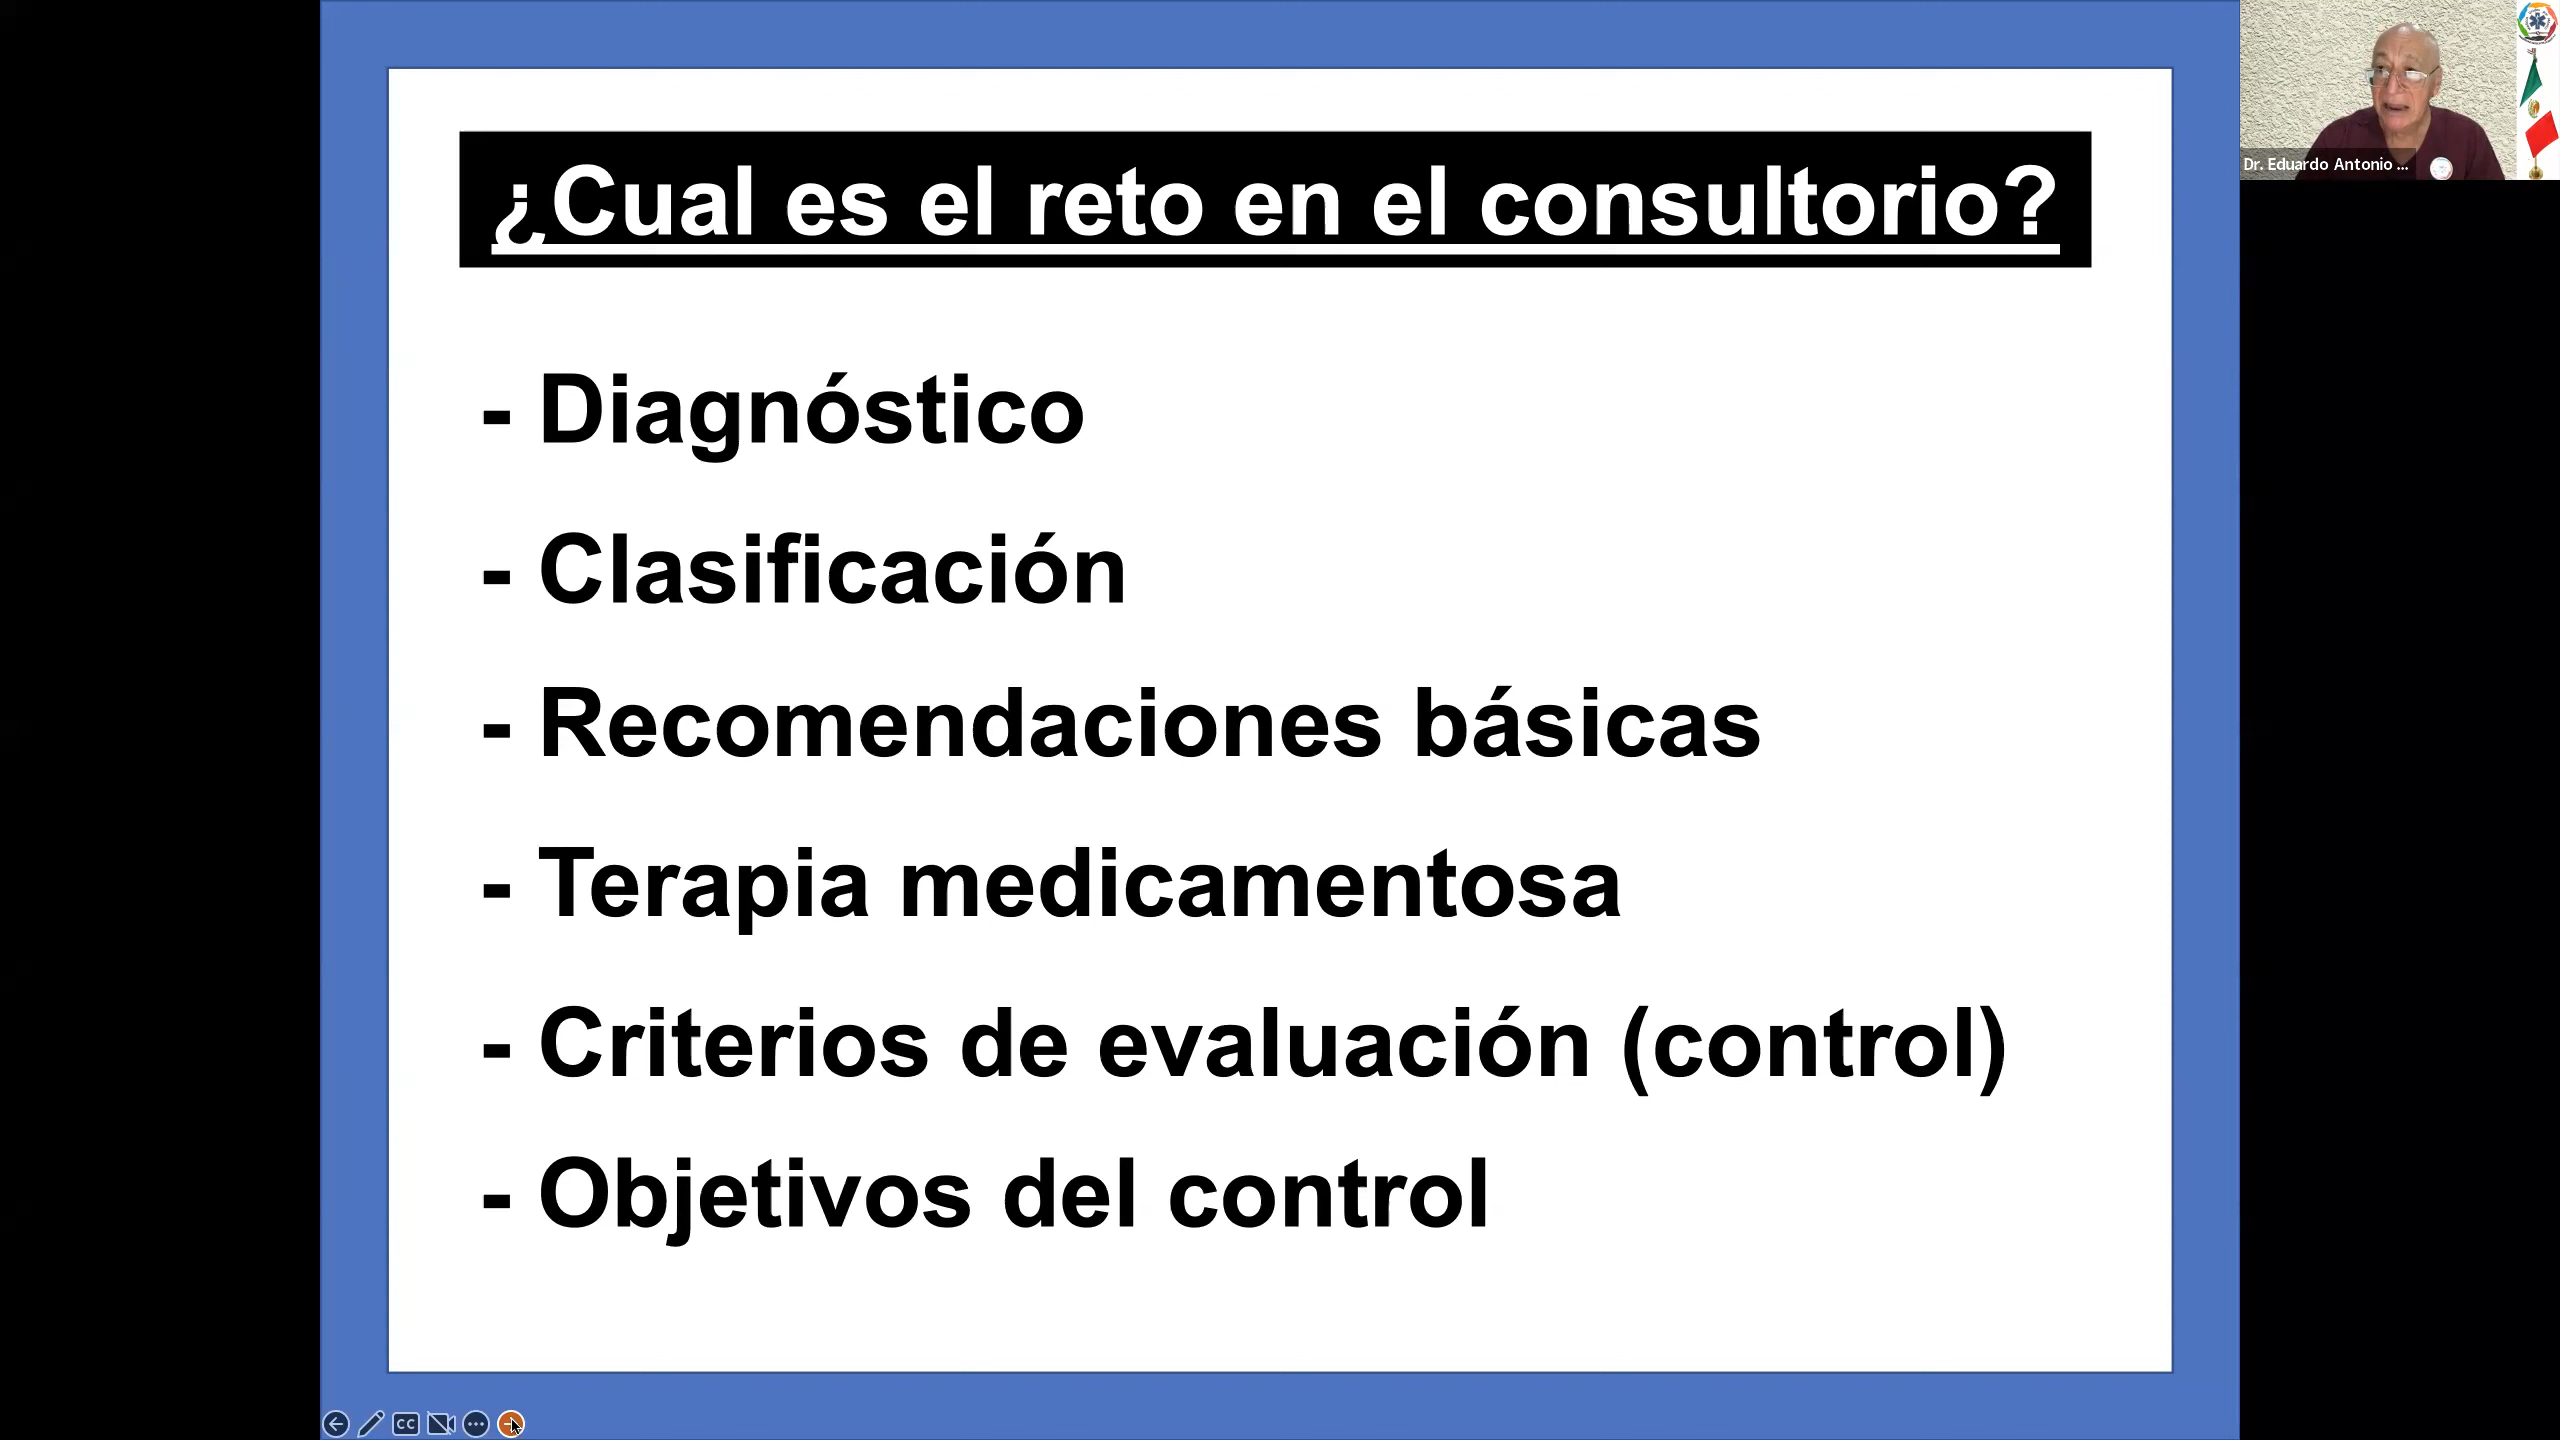 ¿Cual es el reto en el consultorio?
- Diagnóstico
- Clasificación
- Recomendaciones básicas
- Terapia medicamentosa
- Criterios de evaluación (control)
- Objetivos del control
Dr. Eduardo Antonio ...
CC